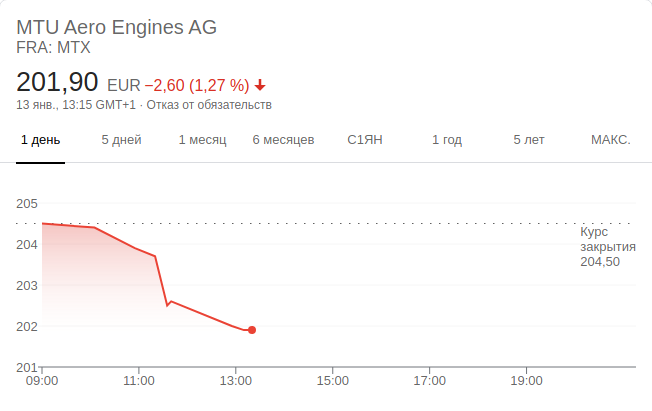 MTU Aero Engines AG
FRA: MTX
201,90 EUR −2,60 (1,27 %)
13 янв., 13:15 GMT+1 · Отказ от обязательств
1 день 5 дней 1 месяц 6 месяцев С1ЯН 1 год 5 лет МАКС.
205
Курс
закрытия
204,50
204
203
202
201
09:00 11:00 13:00 15:00 17:00 19:00